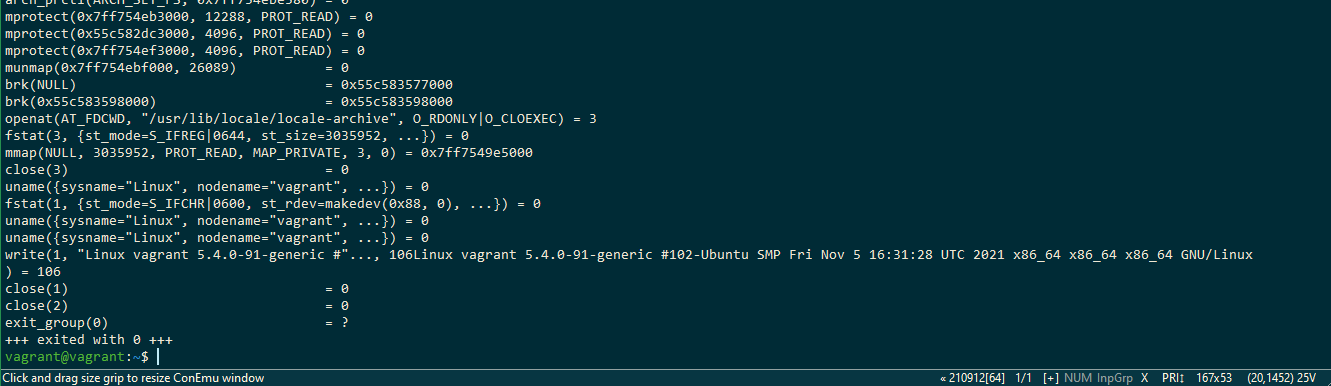 arch_prctl(ARCH_SET_FS, 0x7ff754ebe580) = 0
mprotect(0x7ff754eb3000, 12288, PROT_READ) = 0
mprotect(0x55c582dc3000, 4096, PROT_READ) = 0
mprotect(0x7ff754ef3000, 4096, PROT_READ) = 0
munmap(0x7ff754ebf000, 26089)           = 0
brk(NULL)                               = 0x55c583577000
brk(0x55c583598000)                     = 0x55c583598000
openat(AT_FDCWD, "/usr/lib/locale/locale-archive", O_RDONLY|O_CLOEXEC) = 3
fstat(3, {st_mode=S_IFREG|0644, st_size=3035952, ...}) = 0
mmap(NULL, 3035952, PROT_READ, MAP_PRIVATE, 3, 0) = 0x7ff7549e5000
close(3)                                = 0
uname({sysname="Linux", nodename="vagrant", ...}) = 0
fstat(1, {st_mode=S_IFCHR|0600, st_rdev=makedev(0x88, 0), ...}) = 0
uname({sysname="Linux", nodename="vagrant", ...}) = 0
uname({sysname="Linux", nodename="vagrant", ...}) = 0
write(1, "Linux vagrant 5.4.0-91-generic #"..., 106Linux vagrant 5.4.0-91-generic #102-Ubuntu SMP Fri Nov 5 16:31:28 UTC 2021 x86_64 x86_64 x86_64 GNU/Linux
) = 106
close(1)                                = 0
close(2)                                = 0
exit_group(0)                           = ?
+++ exited with 0 +++
vagrant@vagrant:~$
Click and drag size grip to resize ConEmu window « 210912[64] 1/1 [+] NUM InpGrp X PRI↕ 167x53 (20,1452) 25V